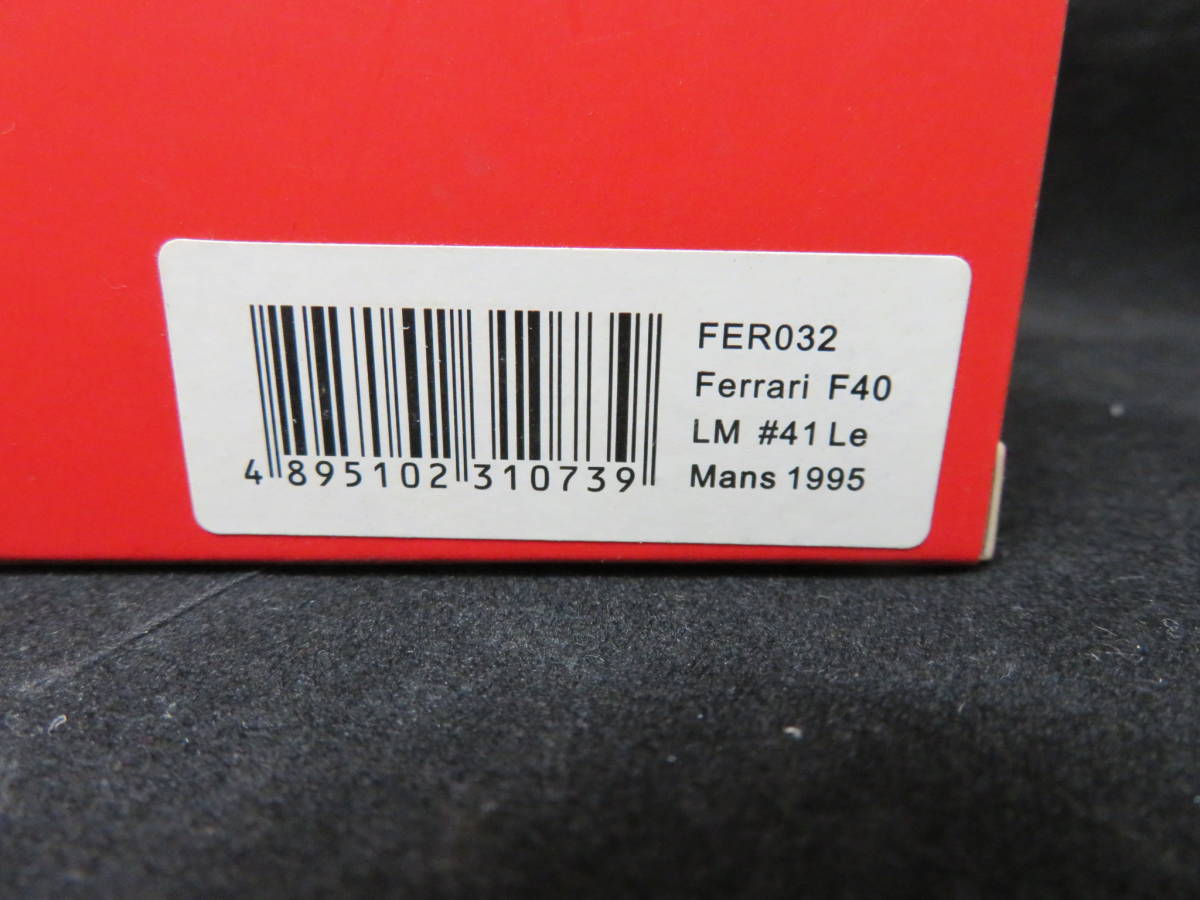 FER032
Ferrari F40
LM #41 Le
Mans 1995
4 895102 310739